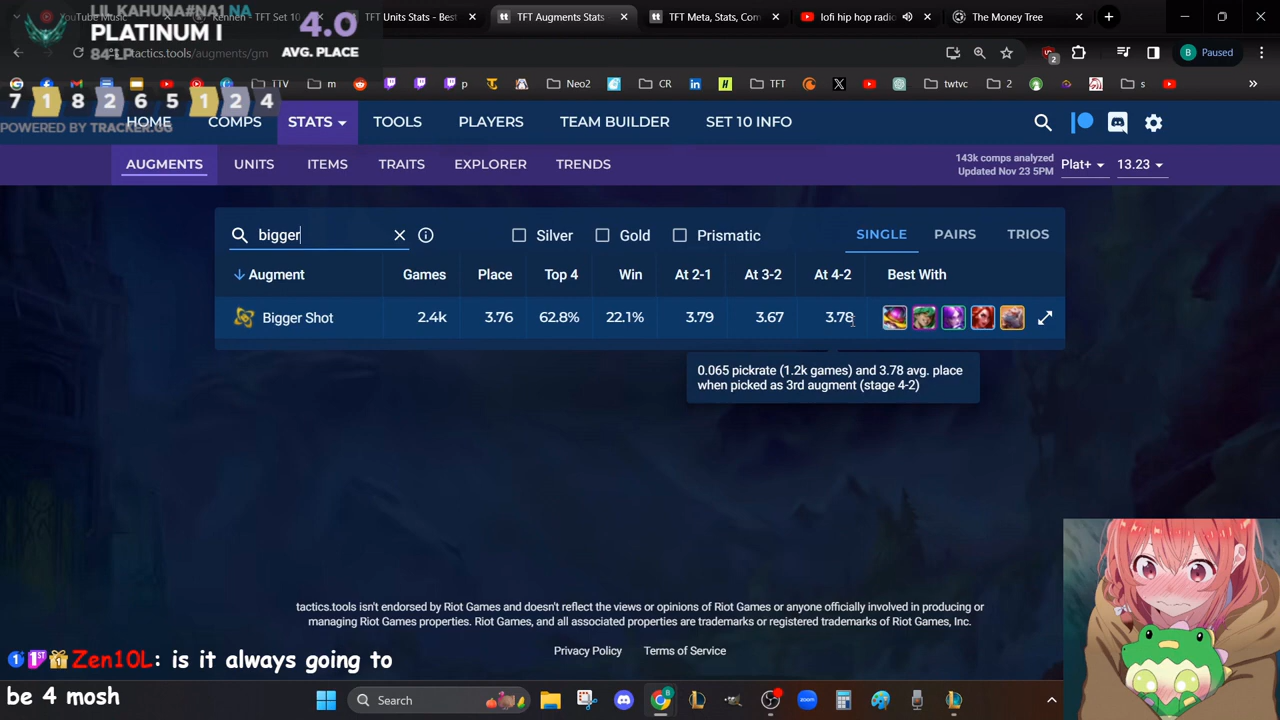 LIL KAHUNA#NA1 NA
PLATINUM I
84 LP
4.0
AVG. PLACE
7 1 8 2 6 5 1 2 4
POWERED BY TRACKER.GG
YouTube Music
Kennen - TFT Set 10
TFT Units Stats - Best
TFT Augments Stats
TFT Meta, Stats, Com
lofi hip hop radio
The Money Tree
tactics.tools/augments/gm
Paused
TTV
m
p
Neo2
CR
TFT
twtvc
2
s
HOME
COMPS
STATS
TOOLS
PLAYERS
TEAM BUILDER
SET 10 INFO
AUGMENTS
UNITS
ITEMS
TRAITS
EXPLORER
TRENDS
143k comps analyzed
Updated Nov 23 5PM
Plat+
13.23
bigger
Silver
Gold
Prismatic
SINGLE
PAIRS
TRIOS
Augment
Games
Place
Top 4
Win
At 2-1
At 3-2
At 4-2
Best With
Bigger Shot
2.4k
3.76
62.8%
22.1%
3.79
3.67
3.78
0.065 pickrate (1.2k games) and 3.78 avg. place
when picked as 3rd augment (stage 4-2)
tactics.tools isn't endorsed by Riot Games and doesn't reflect the views or opinions of Riot Games or anyone officially involved in producing or
managing Riot Games properties. Riot Games, and all associated properties are trademarks or registered trademarks of Riot Games, Inc.
Privacy Policy
Terms of Service
Zen10L: is it always going to
be 4 mosh
Search